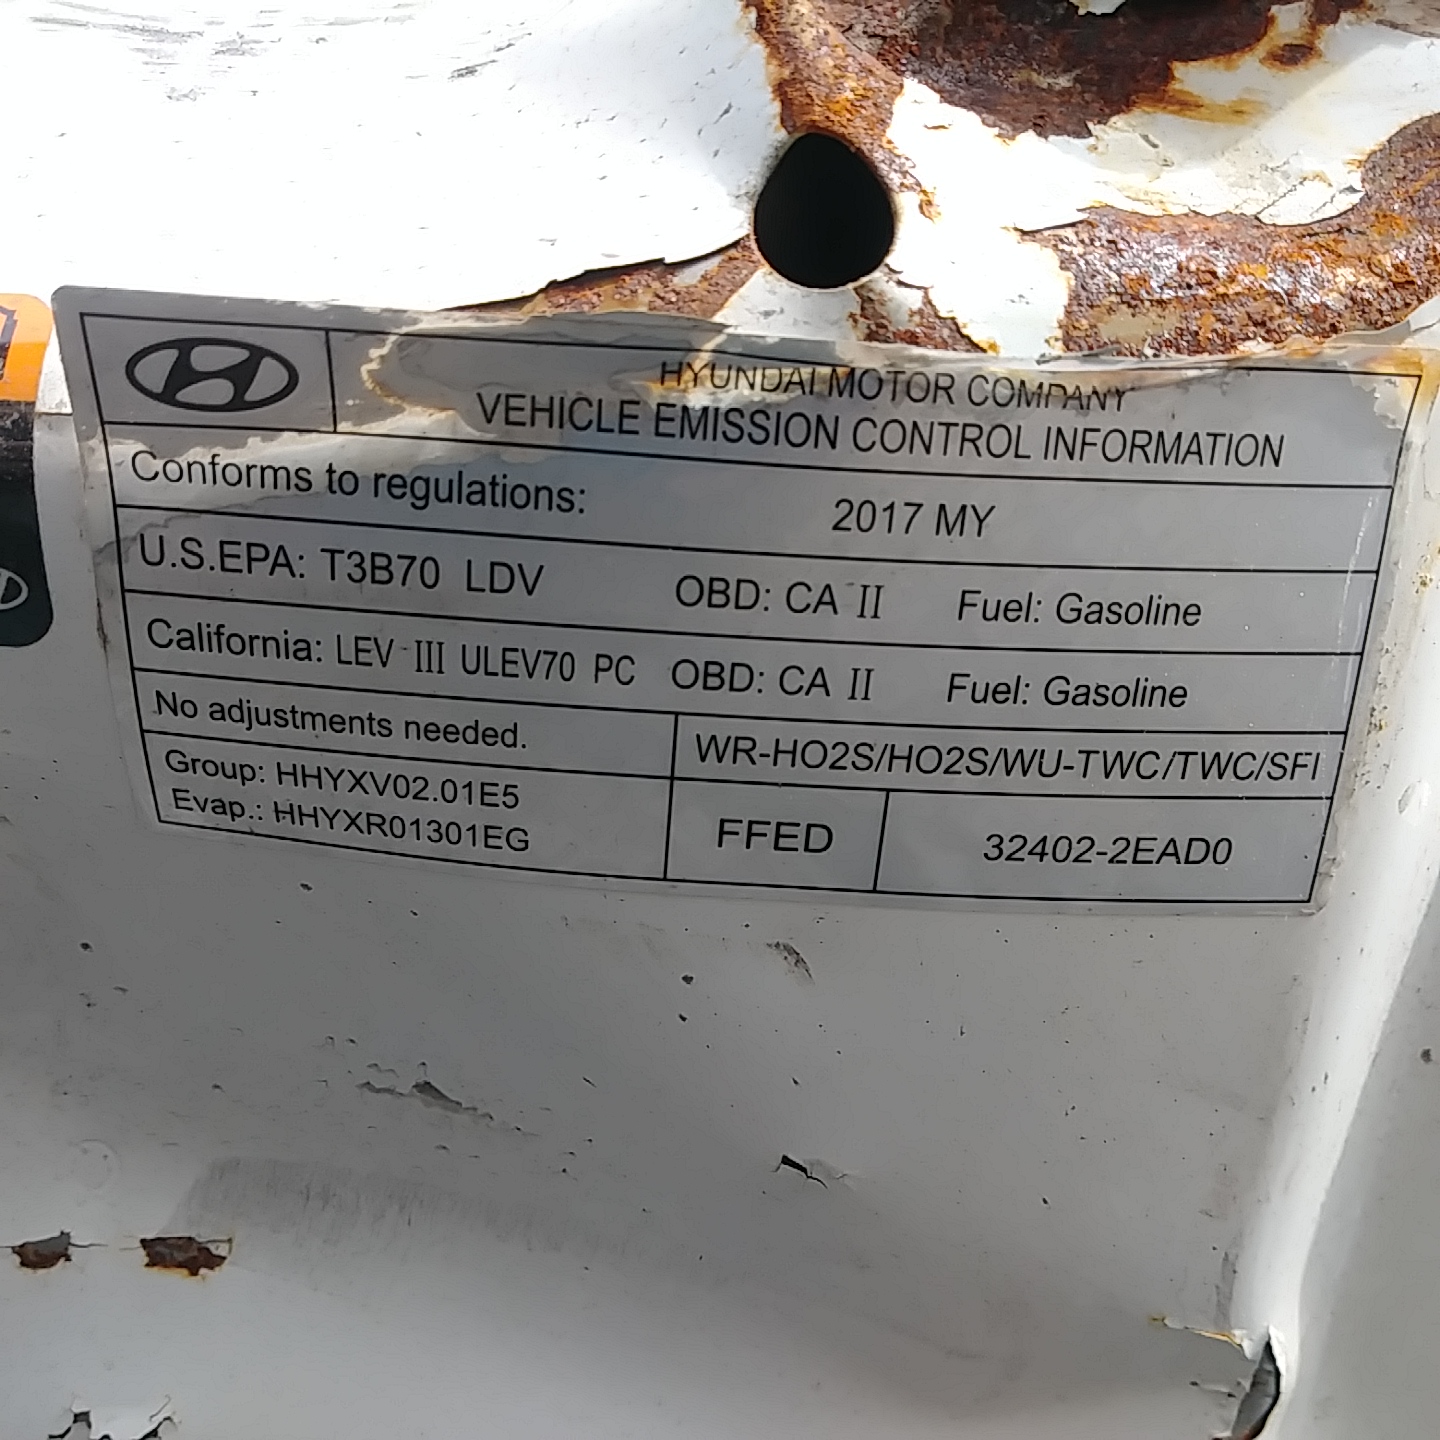 HYUNDAI MOTOR COMPANY
VEHICLE EMISSION CONTROL INFORMATION
Conforms to regulations: 2017 MY
U.S.EPA: T3B70 LDV OBD: CA II Fuel: Gasoline
California: LEV III ULEV70 PC OBD: CA II Fuel: Gasoline
No adjustments needed.
WR-HO2S/HO2S/WU-TWC/TWC/SFI
Group: HHYXV02.01E5
Evap.: HHYXR01301EG
FFED
32402-2EAD0